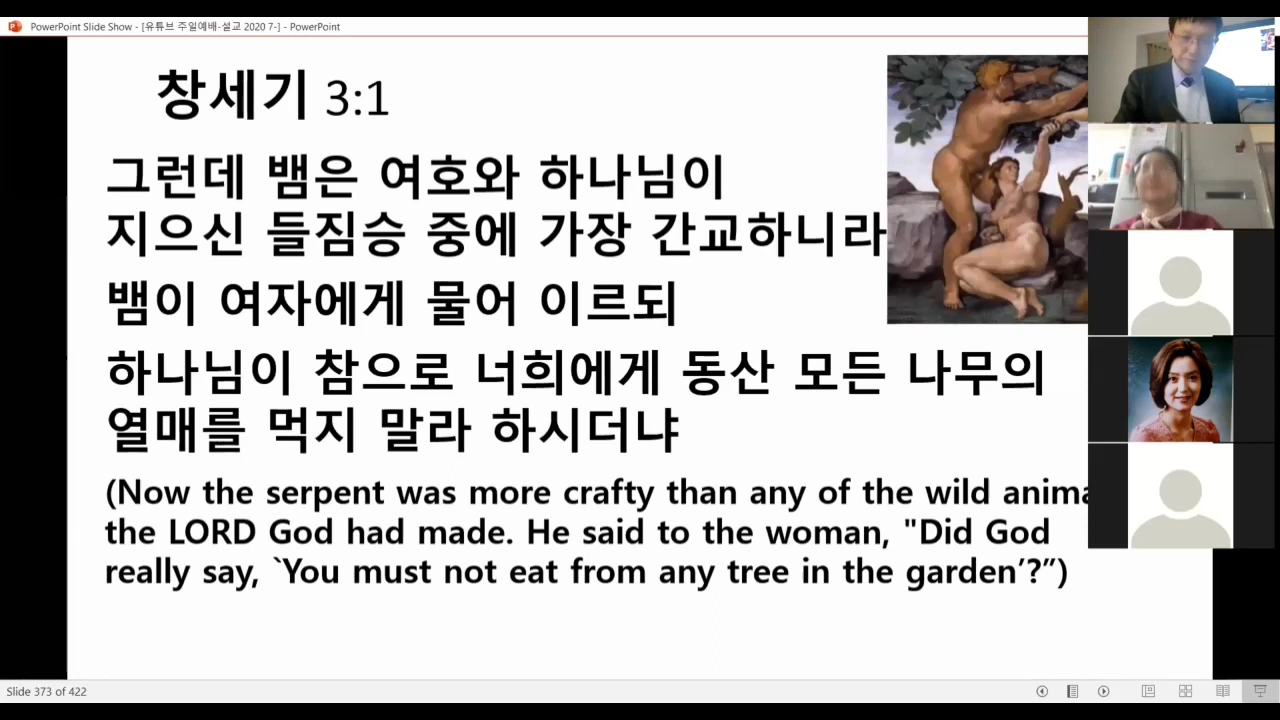 PowerPoint Slide Show - [유튜브 주일예배-설교 2020 7-] - PowerPoint
창세기 3:1
그런데 뱀은 여호와 하나님이
지으신 들짐승 중에 가장 간교하니라
뱀이 여자에게 물어 이르되
하나님이 참으로 너희에게 동산 모든 나무의
열매를 먹지 말라 하시더냐
(Now the serpent was more crafty than any of the wild
the LORD God had made. He said to the woman, "Did God
really say, `You must not eat from any tree in the garden’?”)
Slide 373 of 422